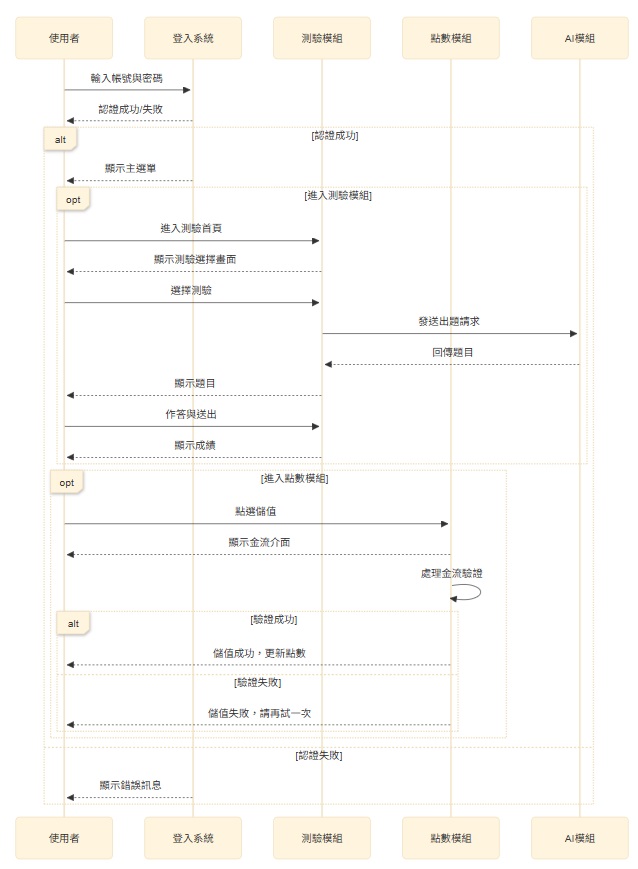 使用者
登入系統
測驗模組
點數模組
AI模組
輸入帳號與密碼
認證成功/失敗
alt
[認證成功]
顯示主選單
opt
[進入測驗模組]
進入測驗首頁
顯示測驗選擇畫面
選擇測驗
發送出題請求
回傳題目
顯示題目
作答與送出
顯示成績
opt
[進入點數模組]
點選儲值
顯示金流介面
處理金流驗證
alt
[驗證成功]
儲值成功，更新點數
[驗證失敗]
儲值失敗，請再試一次
[認證失敗]
顯示錯誤訊息
使用者
登入系統
測驗模組
點數模組
AI模組